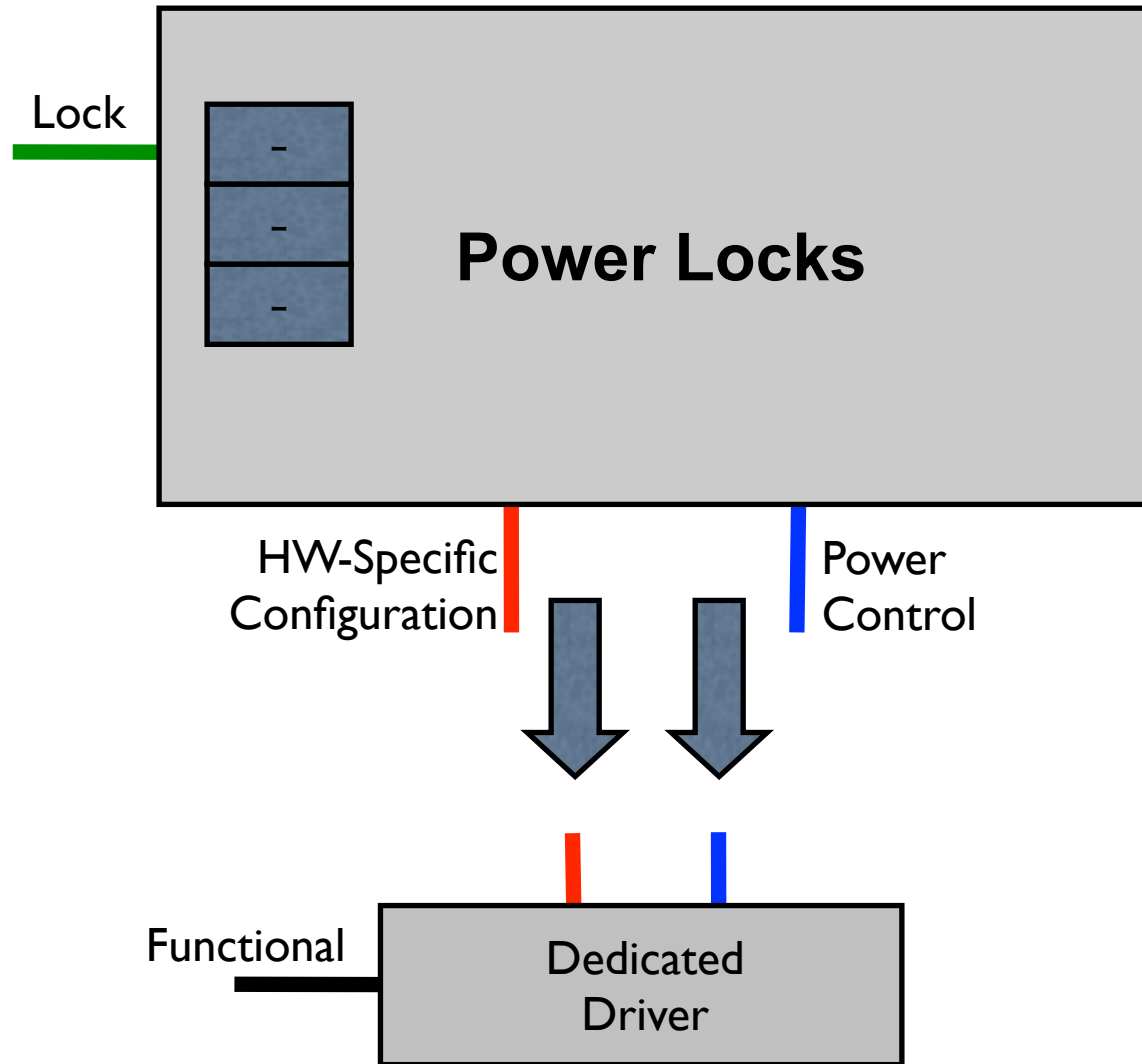 Lock
-
-
-
Power Locks
HW-Specific
Configuration
Power
Control
Functional
Dedicated
Driver